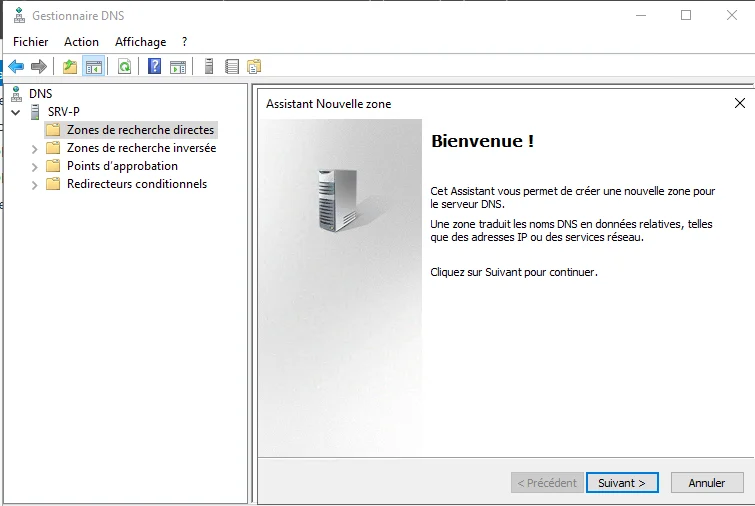 Gestionnaire DNS
Fichier Action Affichage ?
DNS
SRV-P
Zones de recherche directes
Zones de recherche inversée
Points d'approbation
Redirecteurs conditionnels
Assistant Nouvelle zone
Bienvenue !
Cet Assistant vous permet de créer une nouvelle zone pour
le serveur DNS.
Une zone traduit les noms DNS en données relatives, telles
que des adresses IP ou des services réseau.
Cliquez sur Suivant pour continuer.
< Précédent Suivant > Annuler